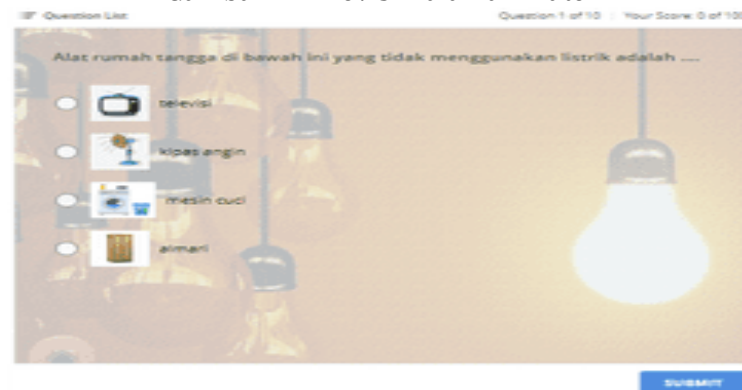 Question List
Question 1 of 10 | Your Score: 0 of 100
Alat rumah tangga di bawah ini yang tidak menggunakan listrik adalah ....
televisi
kipas angin
mesin cuci
almari
SUBMIT